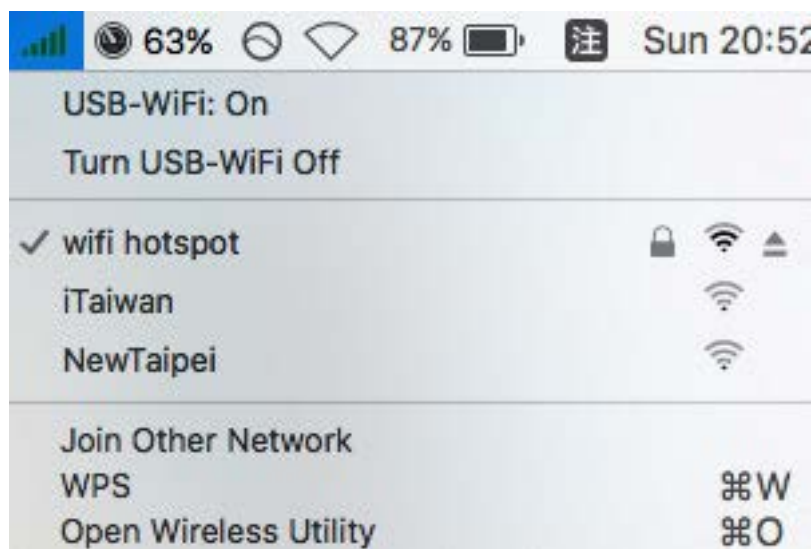 63% 87% 注 Sun 20:52
USB-WiFi: On
Turn USB-WiFi Off
wifi hotspot
iTaiwan
NewTaipei
Join Other Network
WPS ⌘W
Open Wireless Utility ⌘O